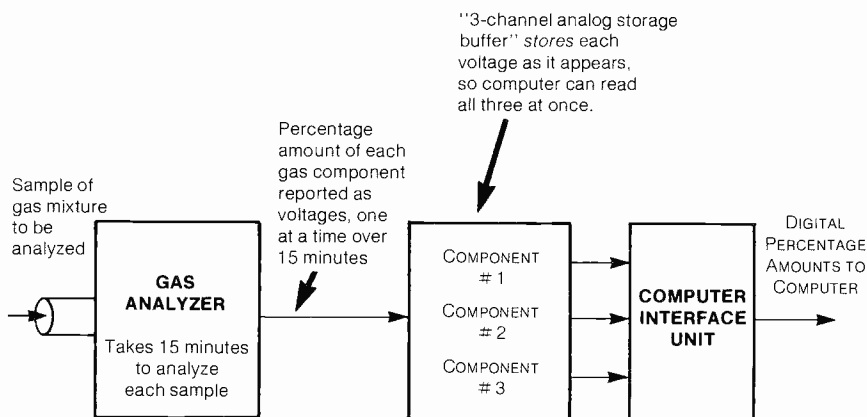 "3-channel analog storage
buffer" stores each
voltage as it appears,
so computer can read
all three at once.
Percentage
amount of each
gas component
reported as
voltages, one
at a time over
15 minutes
Sample of
gas mixture
to be
analyzed
GAS
ANALYZER
Takes 15 minutes
to analyze
each sample
COMPONENT
#1
COMPONENT
#2
COMPONENT
#3
COMPUTER
INTERFACE
UNIT
DIGITAL
PERCENTAGE
AMOUNTS TO
COMPUTER